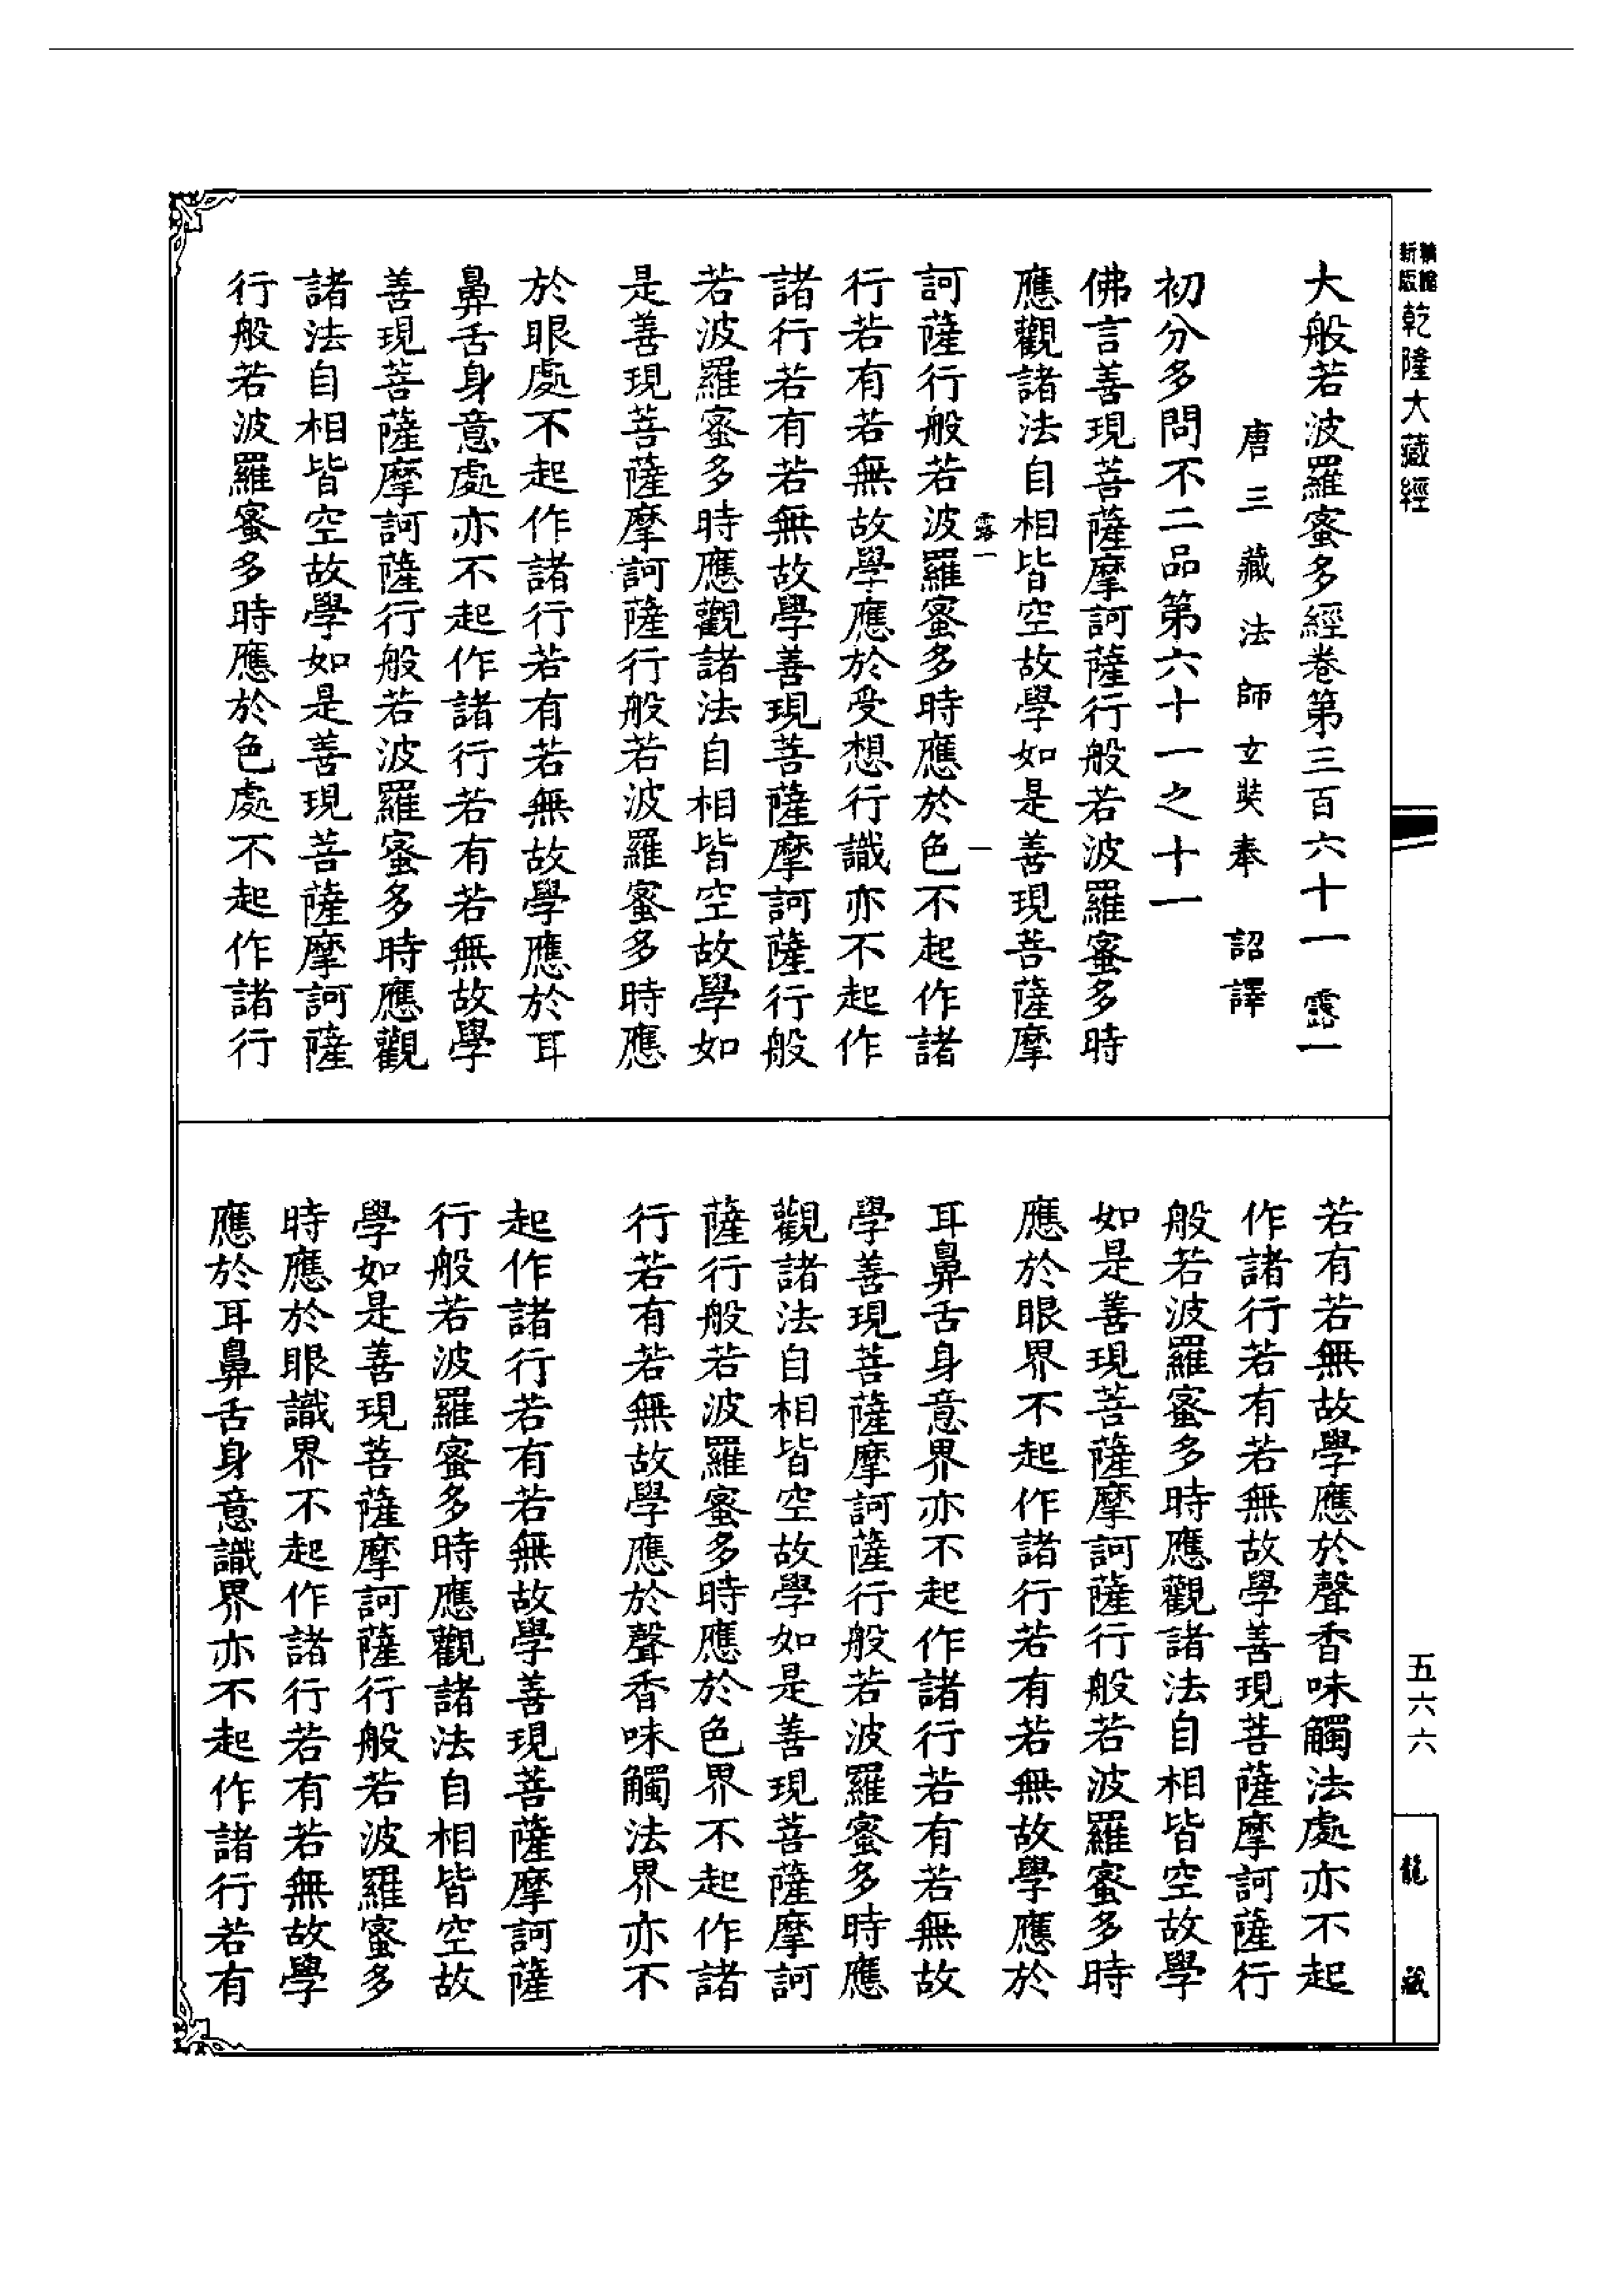 新版精縮乾隆大藏經
大般若波羅蜜多經卷第三百六十一 露一
唐三藏法師玄奘奉 詔譯
初分多問不二品第六十一之十一
佛言善現菩薩摩訶薩行般若波羅蜜多時
應觀諸法自相皆空故學如是善現菩薩摩
露一 一
訶薩行般若波羅蜜多時應於色不起作諸
行若有若無故學應於受想行識亦不起作
諸行若有若無故學善現菩薩摩訶薩行般
若波羅蜜多時應觀諸法自相皆空故學如
是善現菩薩摩訶薩行般若波羅蜜多時應
於眼處不起作諸行若有若無故學應於耳
鼻舌身意處亦不起作諸行若有若無故學
善現菩薩摩訶薩行般若波羅蜜多時應觀
諸法自相皆空故學如是善現菩薩摩訶薩
行般若波羅蜜多時應於色處不起作諸行
若有若無故學應於聲香味觸法處亦不起
作諸行若有若無故學善現菩薩摩訶薩行
般若波羅蜜多時應觀諸法自相皆空故學
如是善現菩薩摩訶薩行般若波羅蜜多時
應於眼界不起作諸行若有若無故學應於
耳鼻舌身意界亦不起作諸行若有若無故
學善現菩薩摩訶薩行般若波羅蜜多時應
觀諸法自相皆空故學如是善現菩薩摩訶
薩行般若波羅蜜多時應於色界不起作諸
行若有若無故學應於聲香味觸法界亦不
起作諸行若有若無故學善現菩薩摩訶薩
行般若波羅蜜多時應觀諸法自相皆空故
學如是善現菩薩摩訶薩行般若波羅蜜多
時應於眼識界不起作諸行若有若無故學
應於耳鼻舌身意識界亦不起作諸行若有
五六六
龍藏